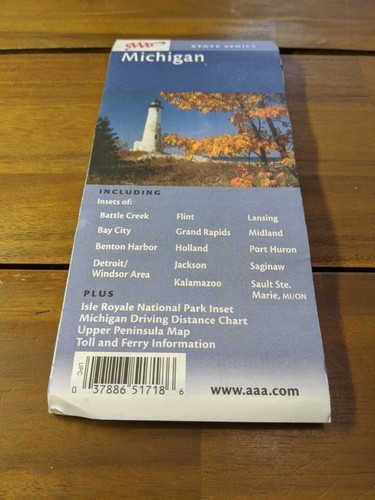 AAA STATE SERIES
Michigan
INCLUDING
Insets of:
Battle Creek Flint Lansing
Bay City Grand Rapids Midland
Benton Harbor Holland Port Huron
Detroit/ Jackson Saginaw
Windsor Area Kalamazoo Sault Ste.
Marie, MI/ON
PLUS
Isle Royale National Park Inset
Michigan Driving Distance Chart
Upper Peninsula Map
Toll and Ferry Information
UPC
0 37886 51718 6
www.aaa.com